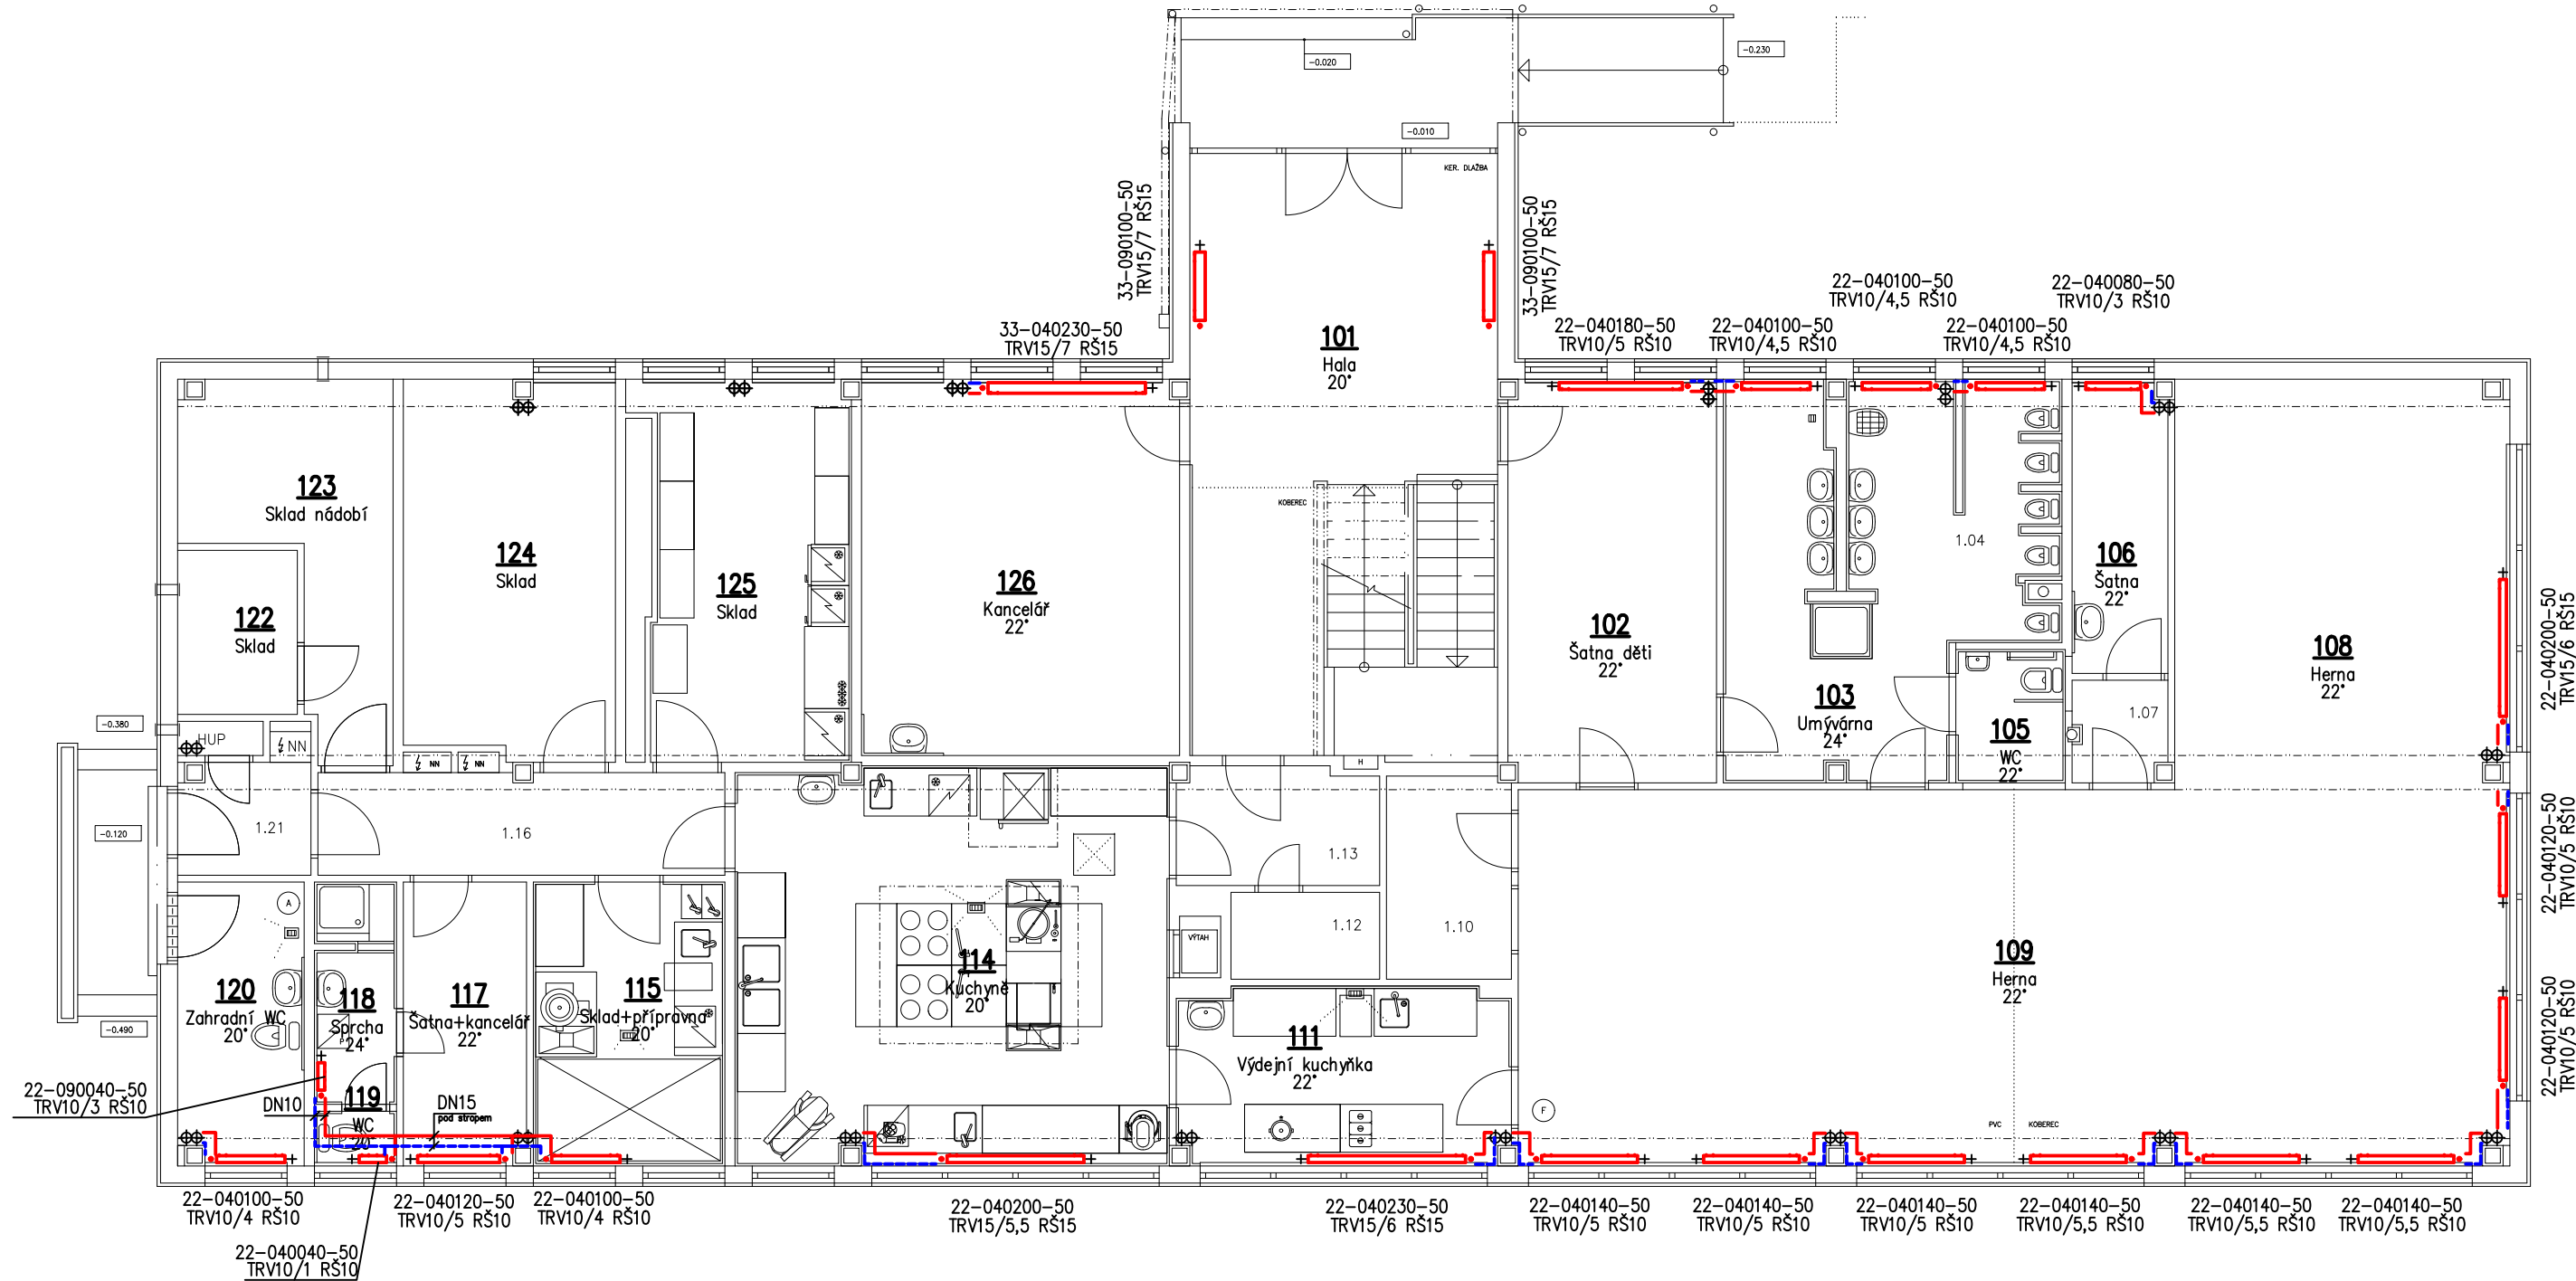 -0.230
-0.020
-0.010
KER. DLAŽBA
33-090100-50
TRV15/7 RŠ15
33-090100-50
TRV15/7 RŠ15
22-040100-50
TRV10/4,5 RŠ10
22-040080-50
TRV10/3 RŠ10
33-040230-50
TRV15/7 RŠ15
22-040180-50
TRV10/5 RŠ10
22-040100-50
TRV10/4,5 RŠ10
22-040100-50
TRV10/4,5 RŠ10
101
Hala
20°
123
Sklad nádobí
124
Sklad
125
Sklad
126
Kancelář
22°
KOBEREC
102
Šatna děti
22°
1.04
106
Šatna
22°
108
Herna
22°
22-040200-50
TRV15/6 RŠ15
122
Sklad
103
Umývárna
24°
105
WC
22°
1.07
-0.380
HUP
NN
NN
NN
H
-0.120
1.21
1.16
1.13
22-040120-50
TRV10/5 RŠ10
A
1.12
1.10
VÝTAH
109
Herna
22°
120
Zahradní WC
20°
118
Sprcha
24°
117
Šatna+kancelář
22°
115
Sklad+přípravna
20°
114
Kuchyně
20°
-0.490
P
111
Výdejní kuchyňka
22°
22-040120-50
TRV10/5 RŠ10
22-090040-50
TRV10/3 RŠ10
DN10
119
WC
20°
DN15
pod stropem
F
PVC
KOBEREC
22-040100-50
TRV10/4 RŠ10
22-040120-50
TRV10/5 RŠ10
22-040100-50
TRV10/4 RŠ10
22-040200-50
TRV15/5,5 RŠ15
22-040230-50
TRV15/6 RŠ15
22-040140-50
TRV10/5 RŠ10
22-040140-50
TRV10/5 RŠ10
22-040140-50
TRV10/5 RŠ10
22-040140-50
TRV10/5,5 RŠ10
22-040140-50
TRV10/5,5 RŠ10
22-040140-50
TRV10/5,5 RŠ10
22-040040-50
TRV10/1 RŠ10